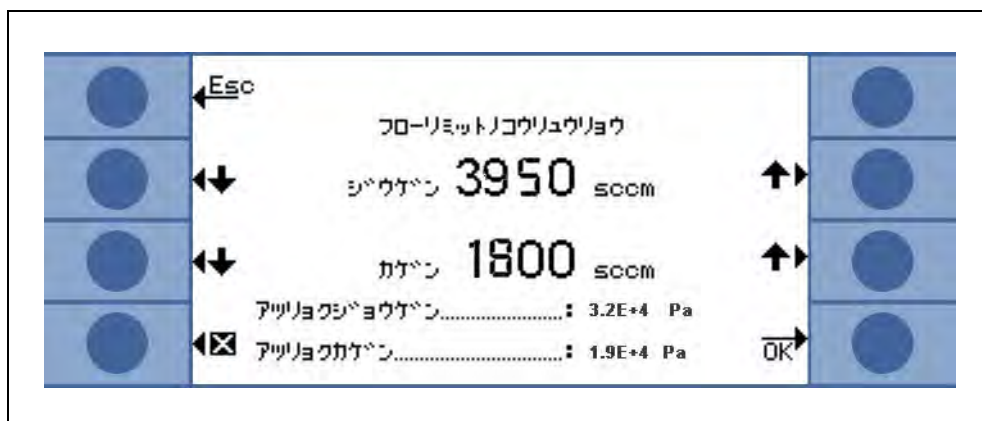 Esc
フローリミット/コウリュウリョウ
ジウゲン 3950 sccm
カゲン 1800 sccm
アツリョクジョウゲン......................: 3.2E+4 Pa
アツリョクカゲン..............................: 1.9E+4 Pa
OK